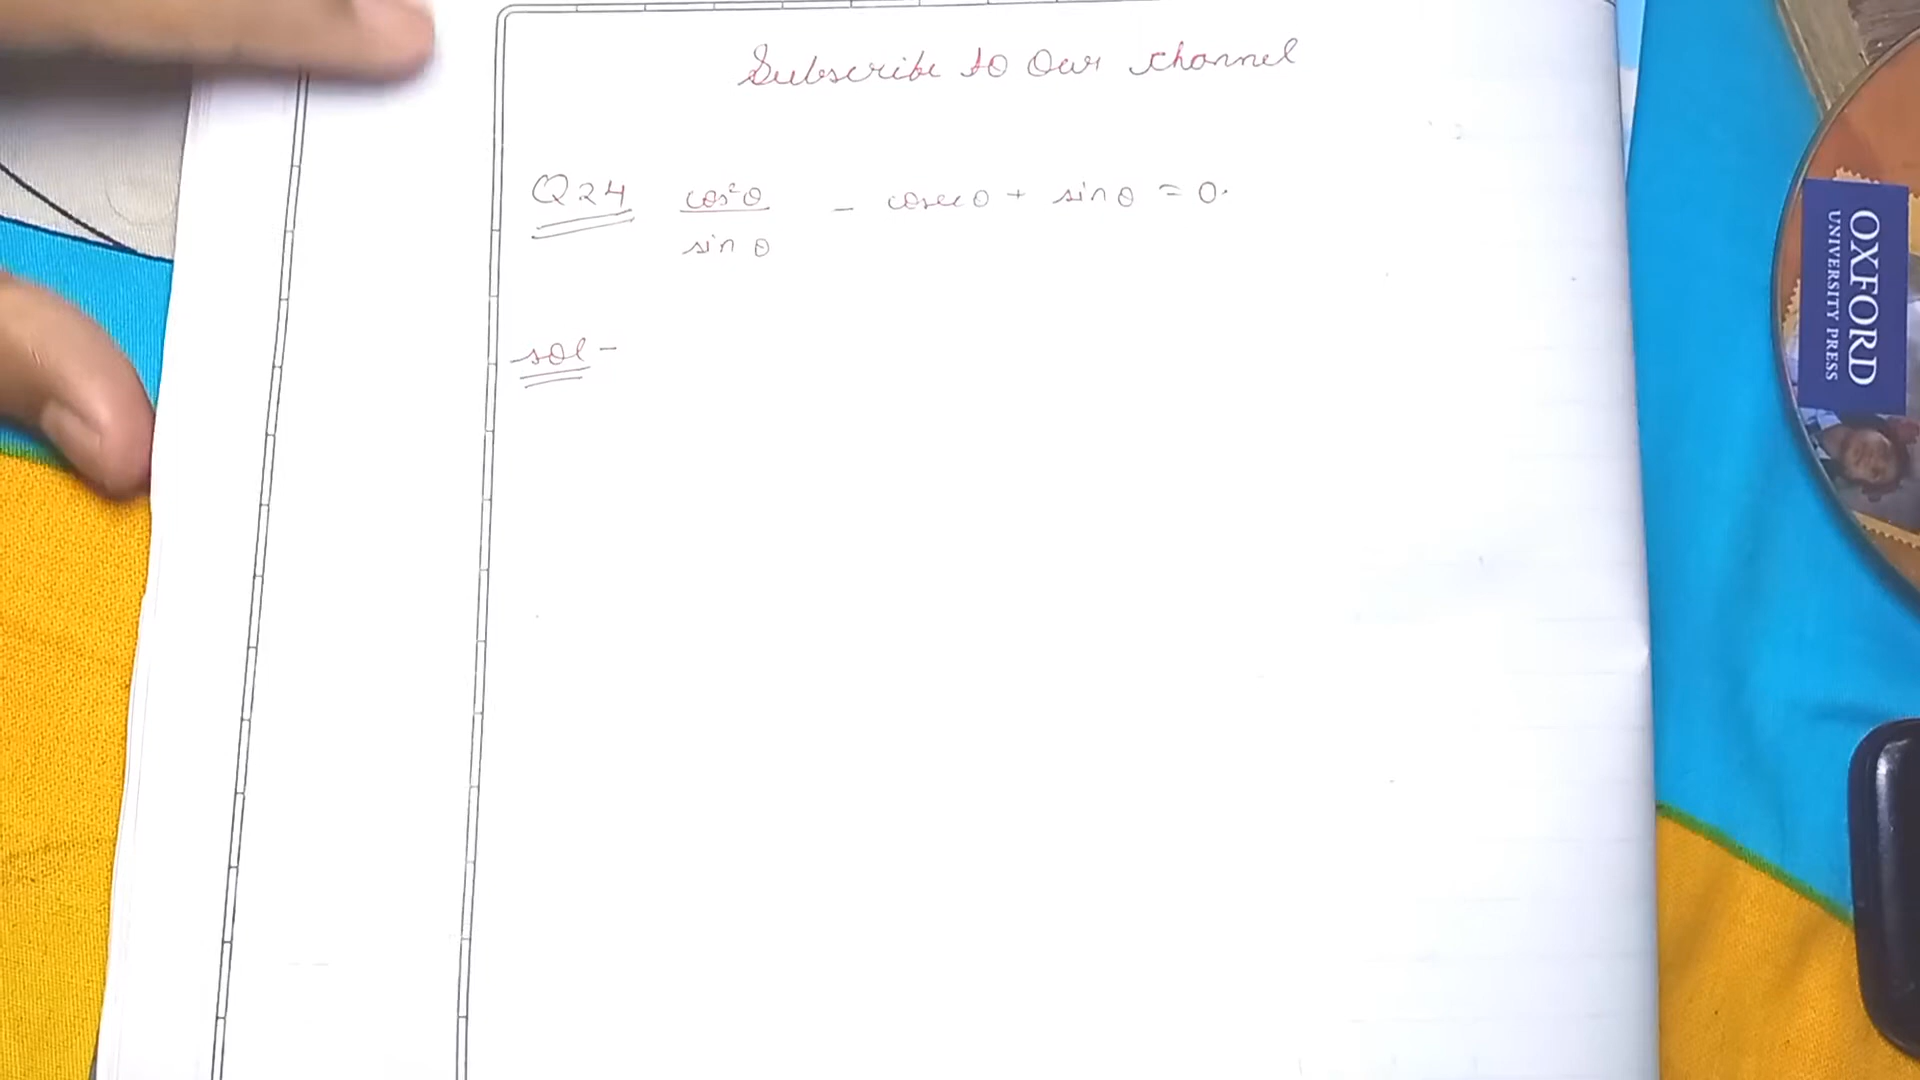 Subscribe to Our channel
Q24 cos²θ / sin θ - cosec θ + sin θ = 0.
sol -
OXFORD
UNIVERSITY PRESS